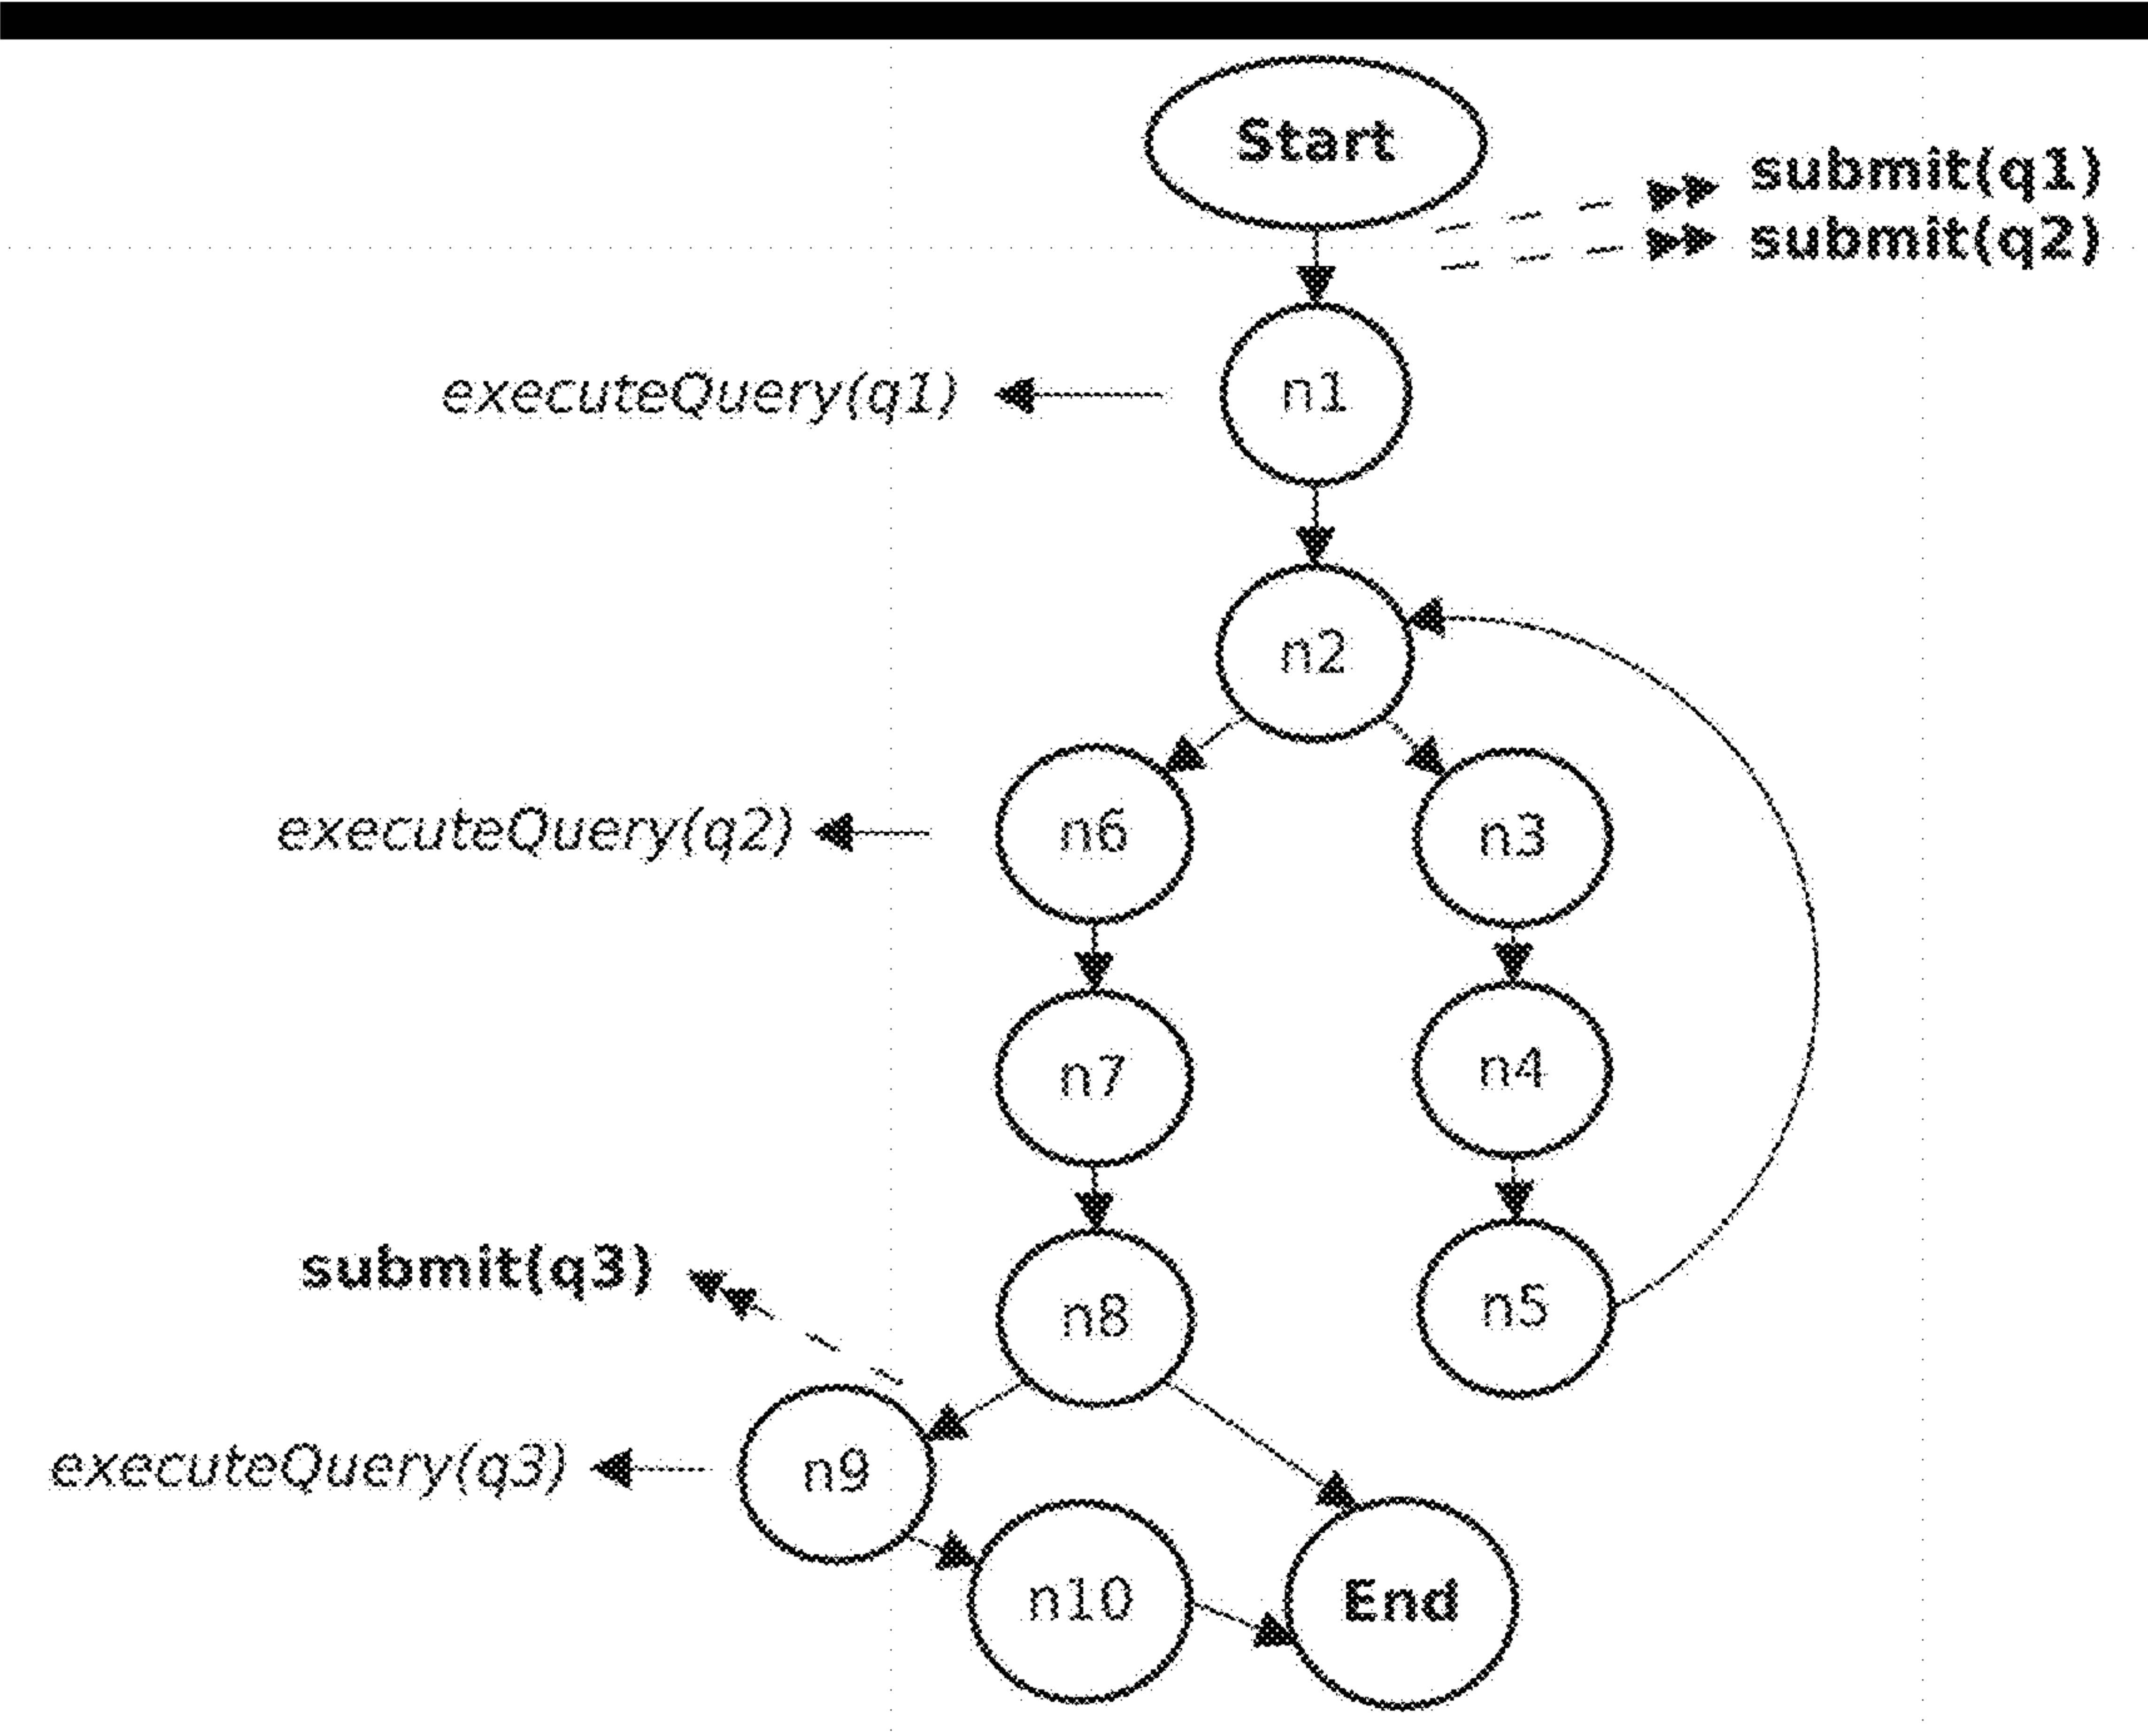 Start
submit(q1)
submit(q2)
executeQuery(q1)
n1
n2
executeQuery(q2)
n6
n3
n7
n4
submit(q3)
n8
n5
executeQuery(q3)
n9
n10
End